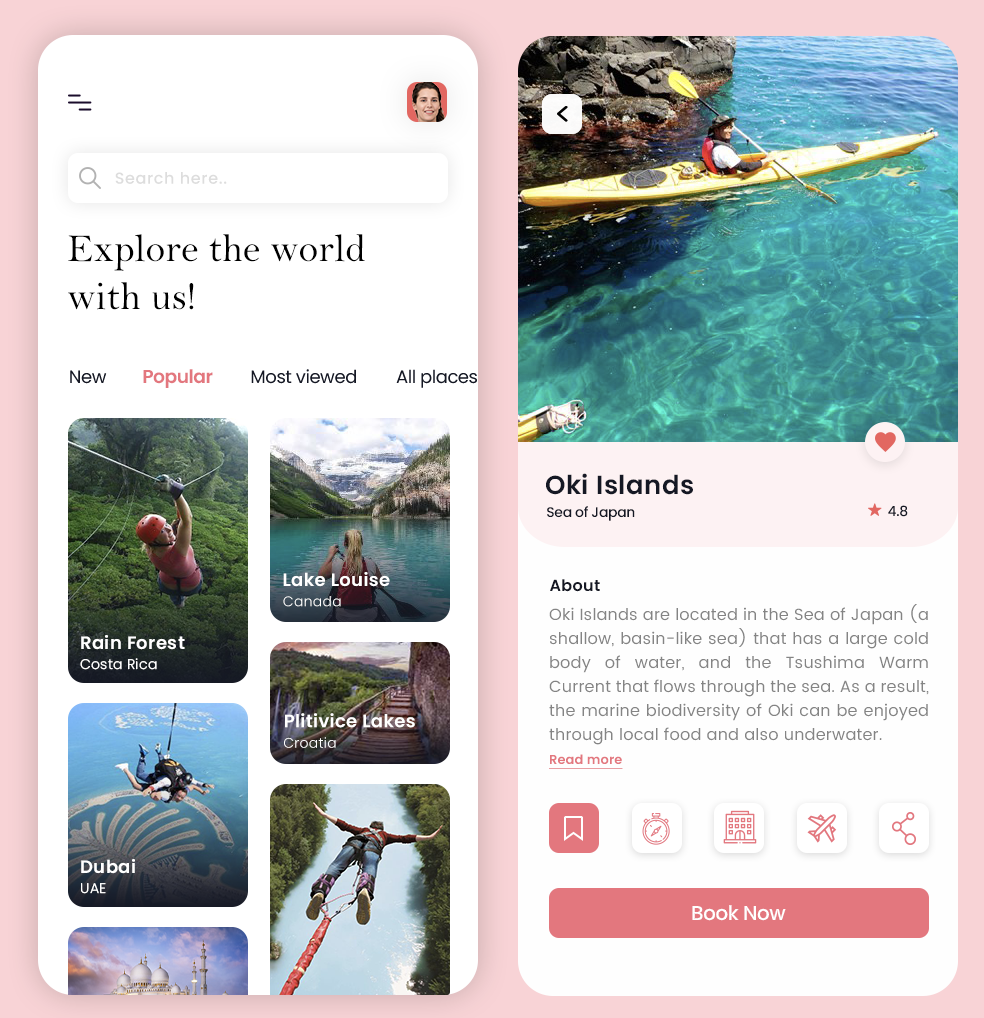 Search here..
Explore the world
with us!
New Popular Most viewed All places
Rain Forest
Costa Rica
Lake Louise
Canada
Plitivice Lakes
Croatia
Dubai
UAE
Oki Islands
Sea of Japan
4.8
About
Oki Islands are located in the Sea of Japan (a
shallow, basin-like sea) that has a large cold
body of water, and the Tsushima Warm
Current that flows through the sea. As a result,
the marine biodiversity of Oki can be enjoyed
through local food and also underwater.
Read more
Book Now